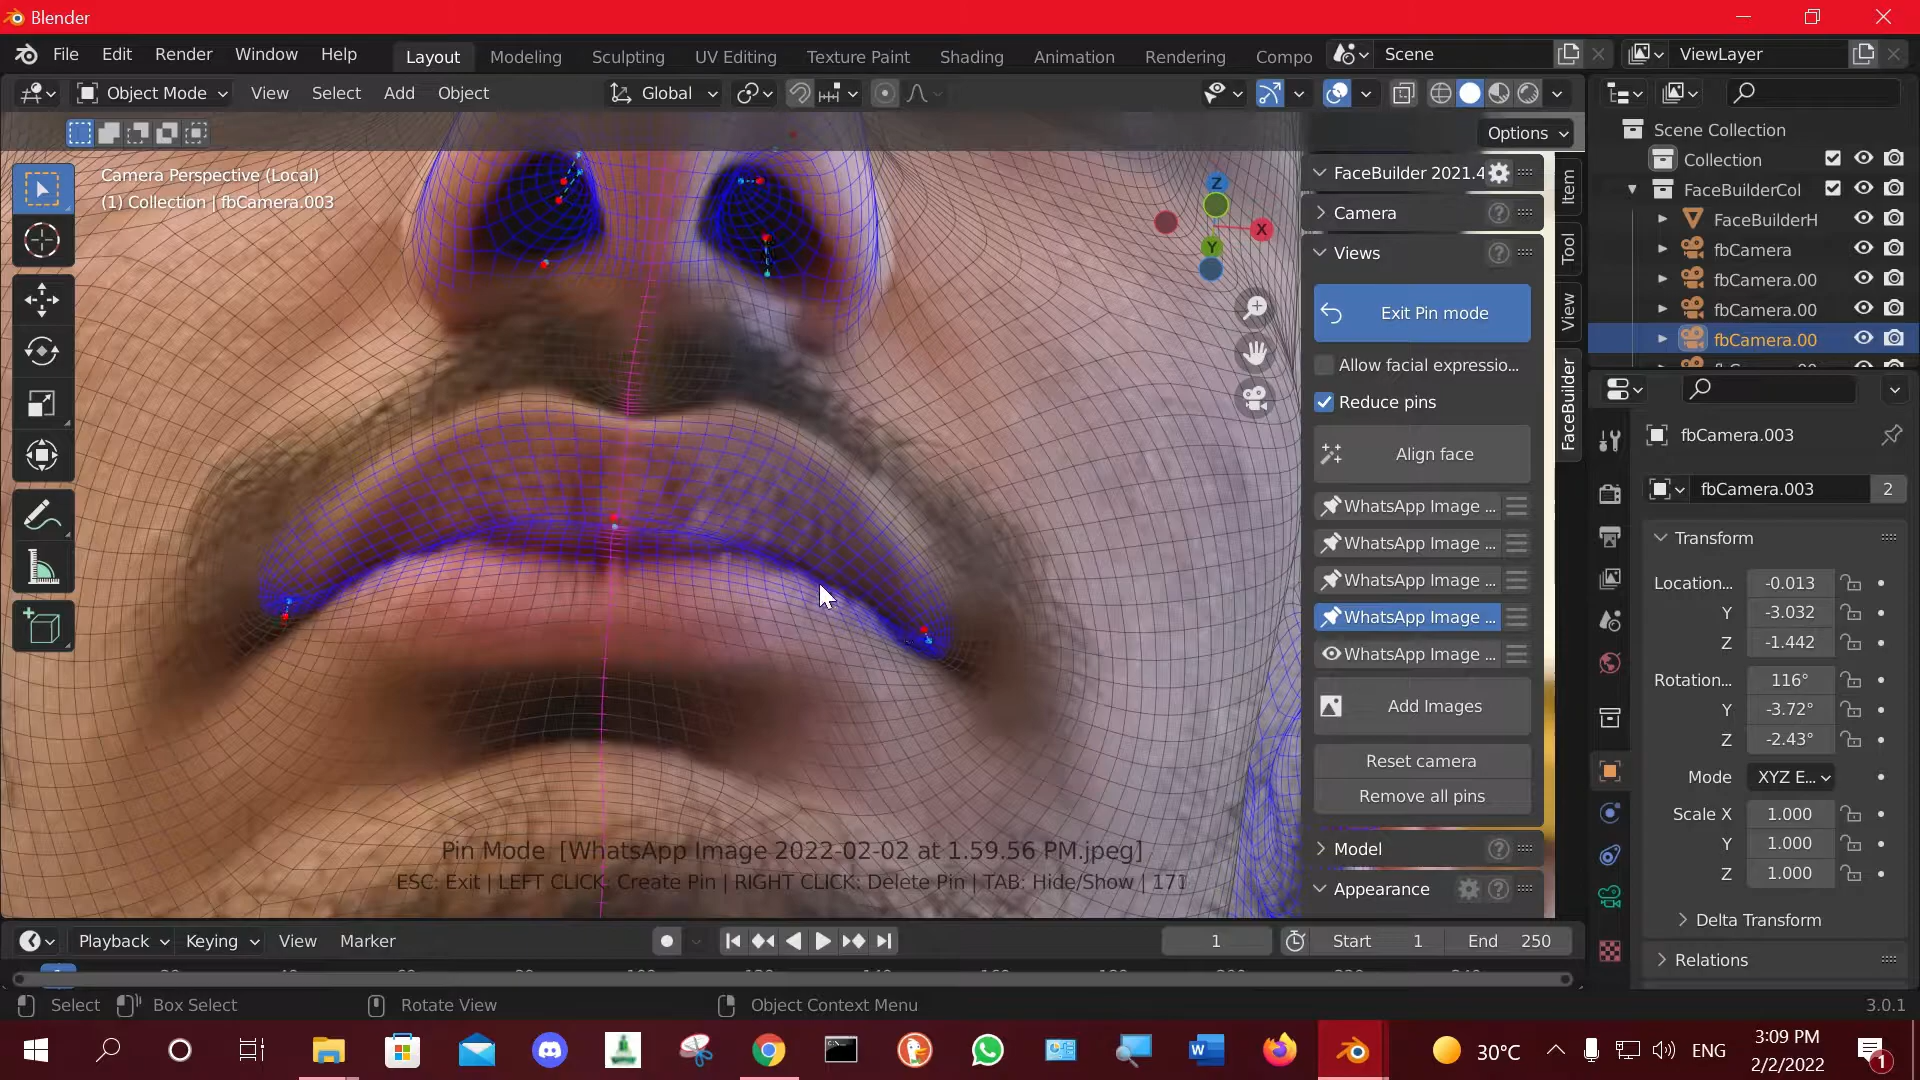 Blender
File Edit Render Window Help Layout Modeling Sculpting UV Editing Texture Paint Shading Animation Rendering Compo Scene ViewLayer
Object Mode View Select Add Object Global
Options
Camera Perspective (Local)
(1) Collection | fbCamera.003
Z
X
Y
FaceBuilder 2021.4
Camera
Views
Exit Pin mode
Allow facial expressio...
Reduce pins
Align face
WhatsApp Image ...
WhatsApp Image ...
WhatsApp Image ...
WhatsApp Image ...
WhatsApp Image ...
Add Images
Reset camera
Remove all pins
Model
Appearance
Item
Tool
View
FaceBuilder
Pin Mode [WhatsApp Image 2022-02-02 at 1.59.56 PM.jpeg]
ESC: Exit | LEFT CLICK: Create Pin | RIGHT CLICK: Delete Pin | TAB: Hide/Show | 171
Scene Collection
Collection
FaceBuilderCol
FaceBuilderH
fbCamera
fbCamera.00
fbCamera.00
fbCamera.00
fbCamera.003
fbCamera.003 2
Transform
Location... -0.013
Y -3.032
Z -1.442
Rotation... 116°
Y -3.72°
Z -2.43°
Mode XYZ E...
Scale X 1.000
Y 1.000
Z 1.000
Delta Transform
Relations
Playback Keying View Marker 1 Start 1 End 250
Select Box Select Rotate View Object Context Menu 3.0.1
30°C ENG 3:09 PM
2/2/2022 1